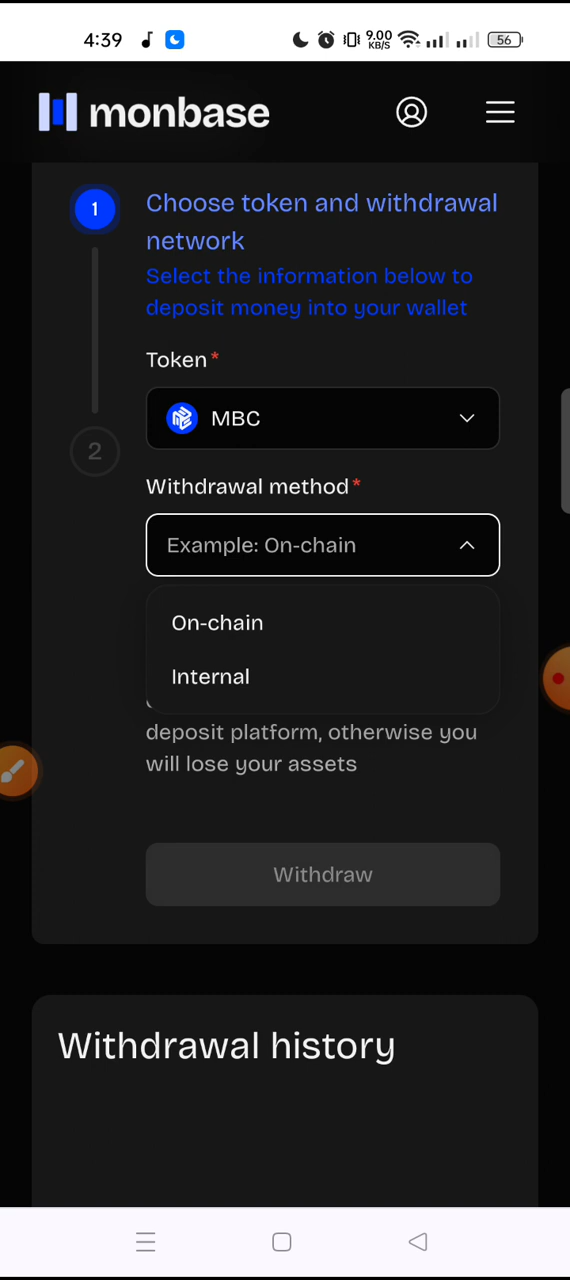 4:39
9.00
KB/S
56
monbase
1
Choose token and withdrawal
network
Select the information below to
deposit money into your wallet
Token*
MBC
2
Withdrawal method*
Example: On-chain
On-chain
Internal
deposit platform, otherwise you
will lose your assets
Withdraw
Withdrawal history